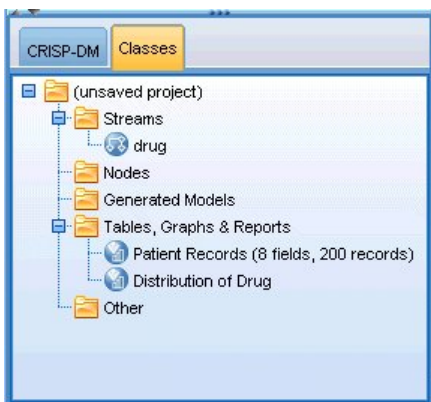 CRISP-DM Classes
(unsaved project)
Streams
drug
Nodes
Generated Models
Tables, Graphs & Reports
Patient Records (8 fields, 200 records)
Distribution of Drug
Other